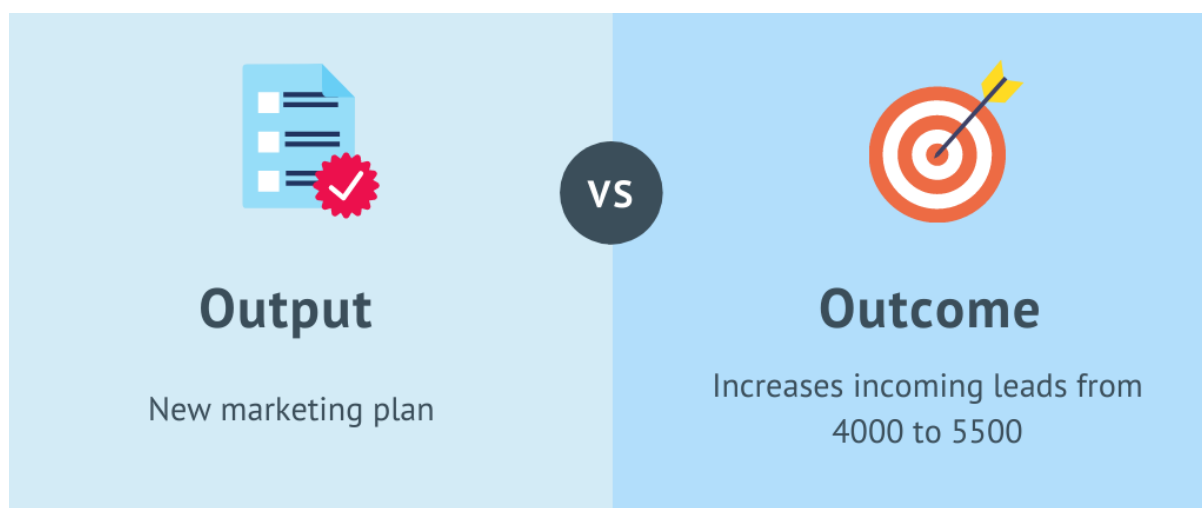 VS
Output
New marketing plan
Outcome
Increases incoming leads from
4000 to 5500